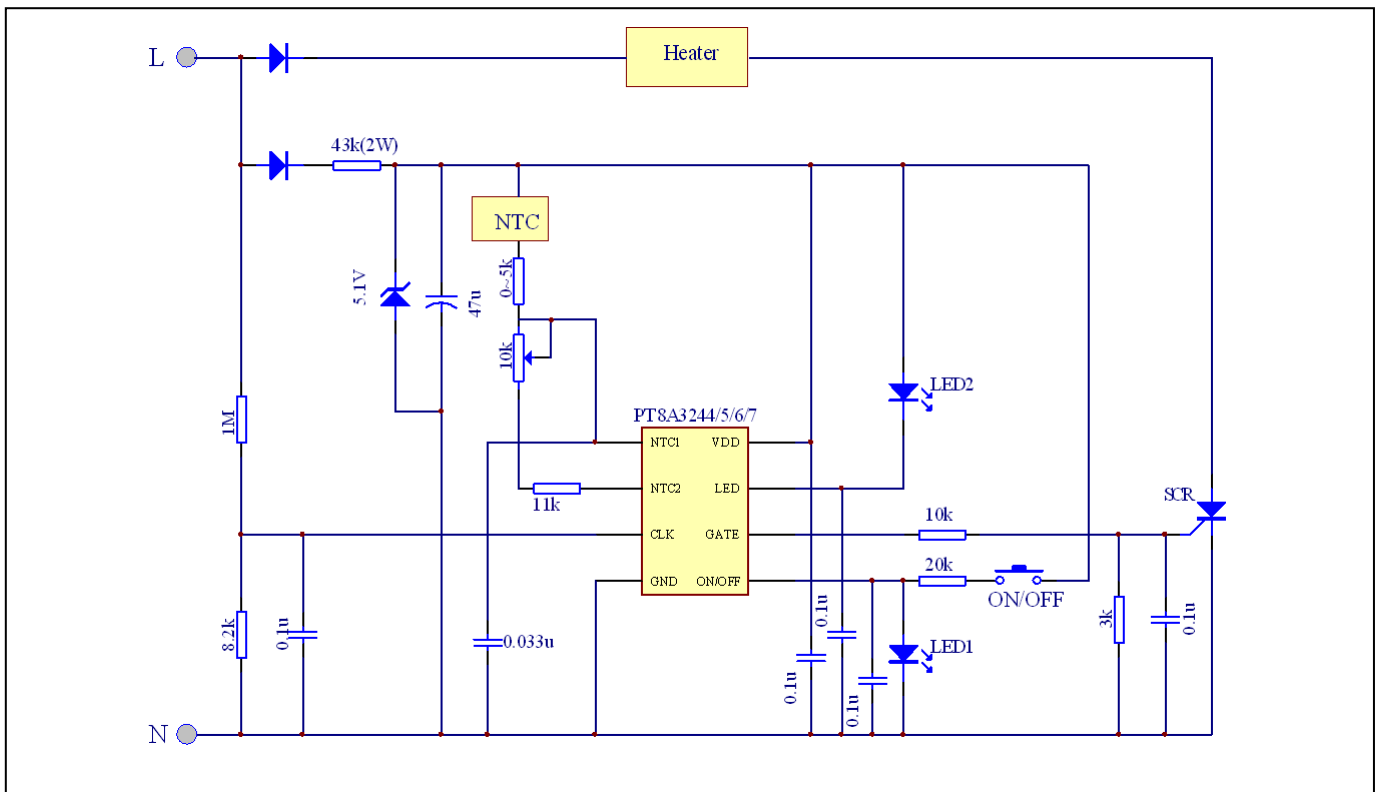 L
Heater
43k(2W)
NTC
5.1V
47u
0~5k
10k
LED2
1M
PT8A3244/5/6/7
NTC1
VDD
NTC2
LED
11k
SCR
CLK
GATE
10k
GND
ON/OFF
20k
ON/OFF
8.2k
0.1u
0.033u
0.1u
0.1u
0.1u
LED1
3k
0.1u
N